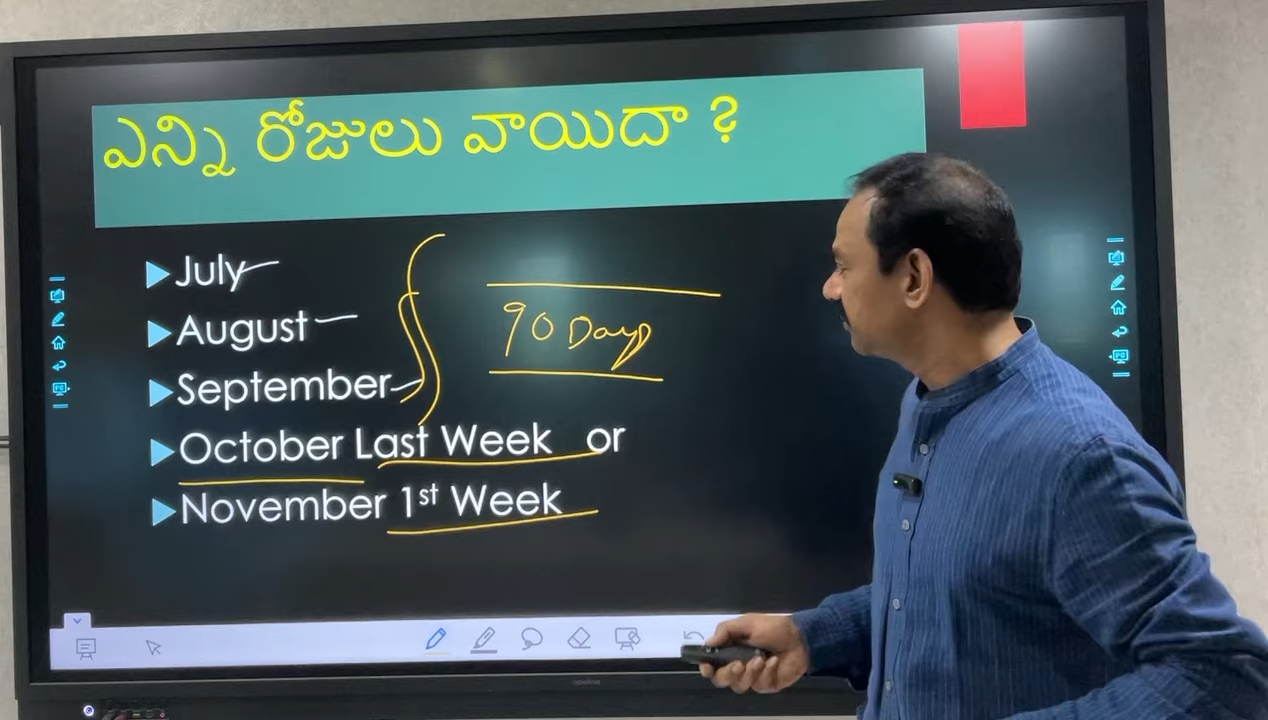 ఎన్ని రోజులు వాయిదా ?
July
August
September
90 Days
October Last Week or
November 1st Week